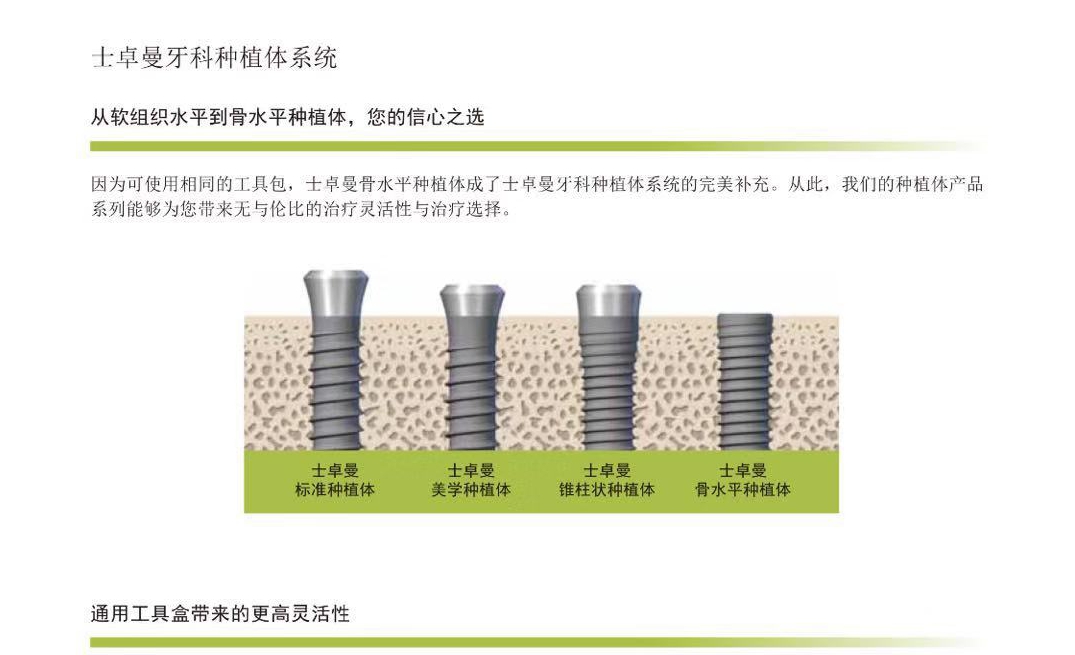 士卓曼牙科种植体系统
从软组织水平到骨水平种植体，您的信心之选
因为可使用相同的工具包，士卓曼骨水平种植体成了士卓曼牙科种植体系统的完美补充。从此，我们的种植体产品
系列能够为您带来无与伦比的治疗灵活性与治疗选择。
士卓曼
标准种植体
士卓曼
美学种植体
士卓曼
锥柱状种植体
士卓曼
骨水平种植体
通用工具盒带来的更高灵活性